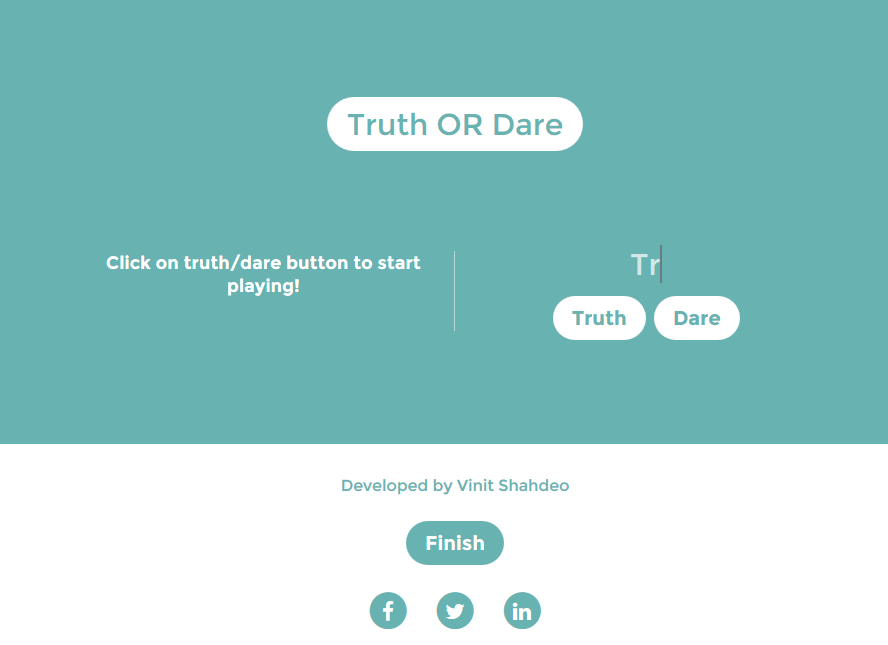 Truth OR Dare
Click on truth/dare button to start
playing!
Tr
Truth
Dare
Developed by Vinit Shahdeo
Finish